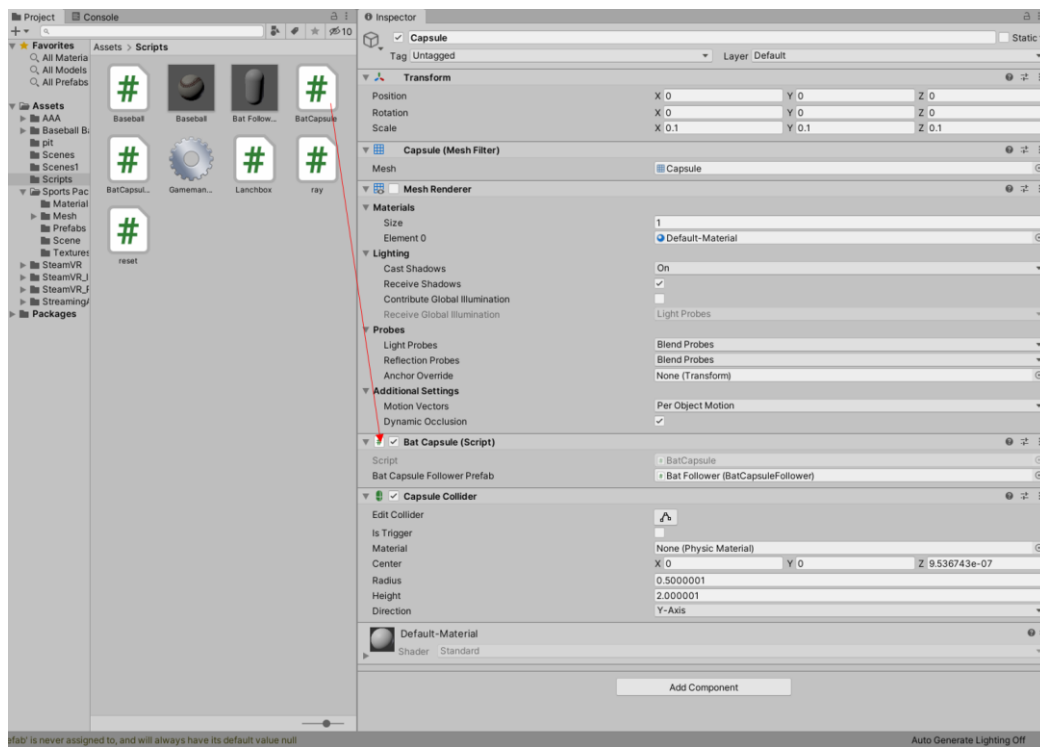 Project
Console
10
Favorites
All Materia
All Models
All Prefabs
Assets
AAA
Baseball Ba
pit
Scenes
Scenes1
Scripts
Sports Pac
Material
Mesh
Prefabs
Scene
Textures
SteamVR
SteamVR_I
SteamVR_F
StreamingA
Packages
Assets > Scripts
Baseball
Baseball
Bat Follow...
BatCapsule
BatCapsul...
Gameman...
Lanchbox
ray
reset
Inspector
Capsule
Static
Tag Untagged
Layer Default
Transform
Position X 0 Y 0 Z 0
Rotation X 0 Y 0 Z 0
Scale X 0.1 Y 0.1 Z 0.1
Capsule (Mesh Filter)
Mesh Capsule
Mesh Renderer
Materials
Size 1
Element 0 Default-Material
Lighting
Cast Shadows On
Receive Shadows
Contribute Global Illumination
Receive Global Illumination Light Probes
Probes
Light Probes Blend Probes
Reflection Probes Blend Probes
Anchor Override None (Transform)
Additional Settings
Motion Vectors Per Object Motion
Dynamic Occlusion
Bat Capsule (Script)
Script BatCapsule
Bat Capsule Follower Prefab Bat Follower (BatCapsuleFollower)
Capsule Collider
Edit Collider
Is Trigger
Material None (Physic Material)
Center X 0 Y 0 Z 9.536743e-07
Radius 0.5000001
Height 2.000001
Direction Y-Axis
Default-Material
Shader Standard
Add Component
efab' is never assigned to, and will always have its default value null
Auto Generate Lighting Off